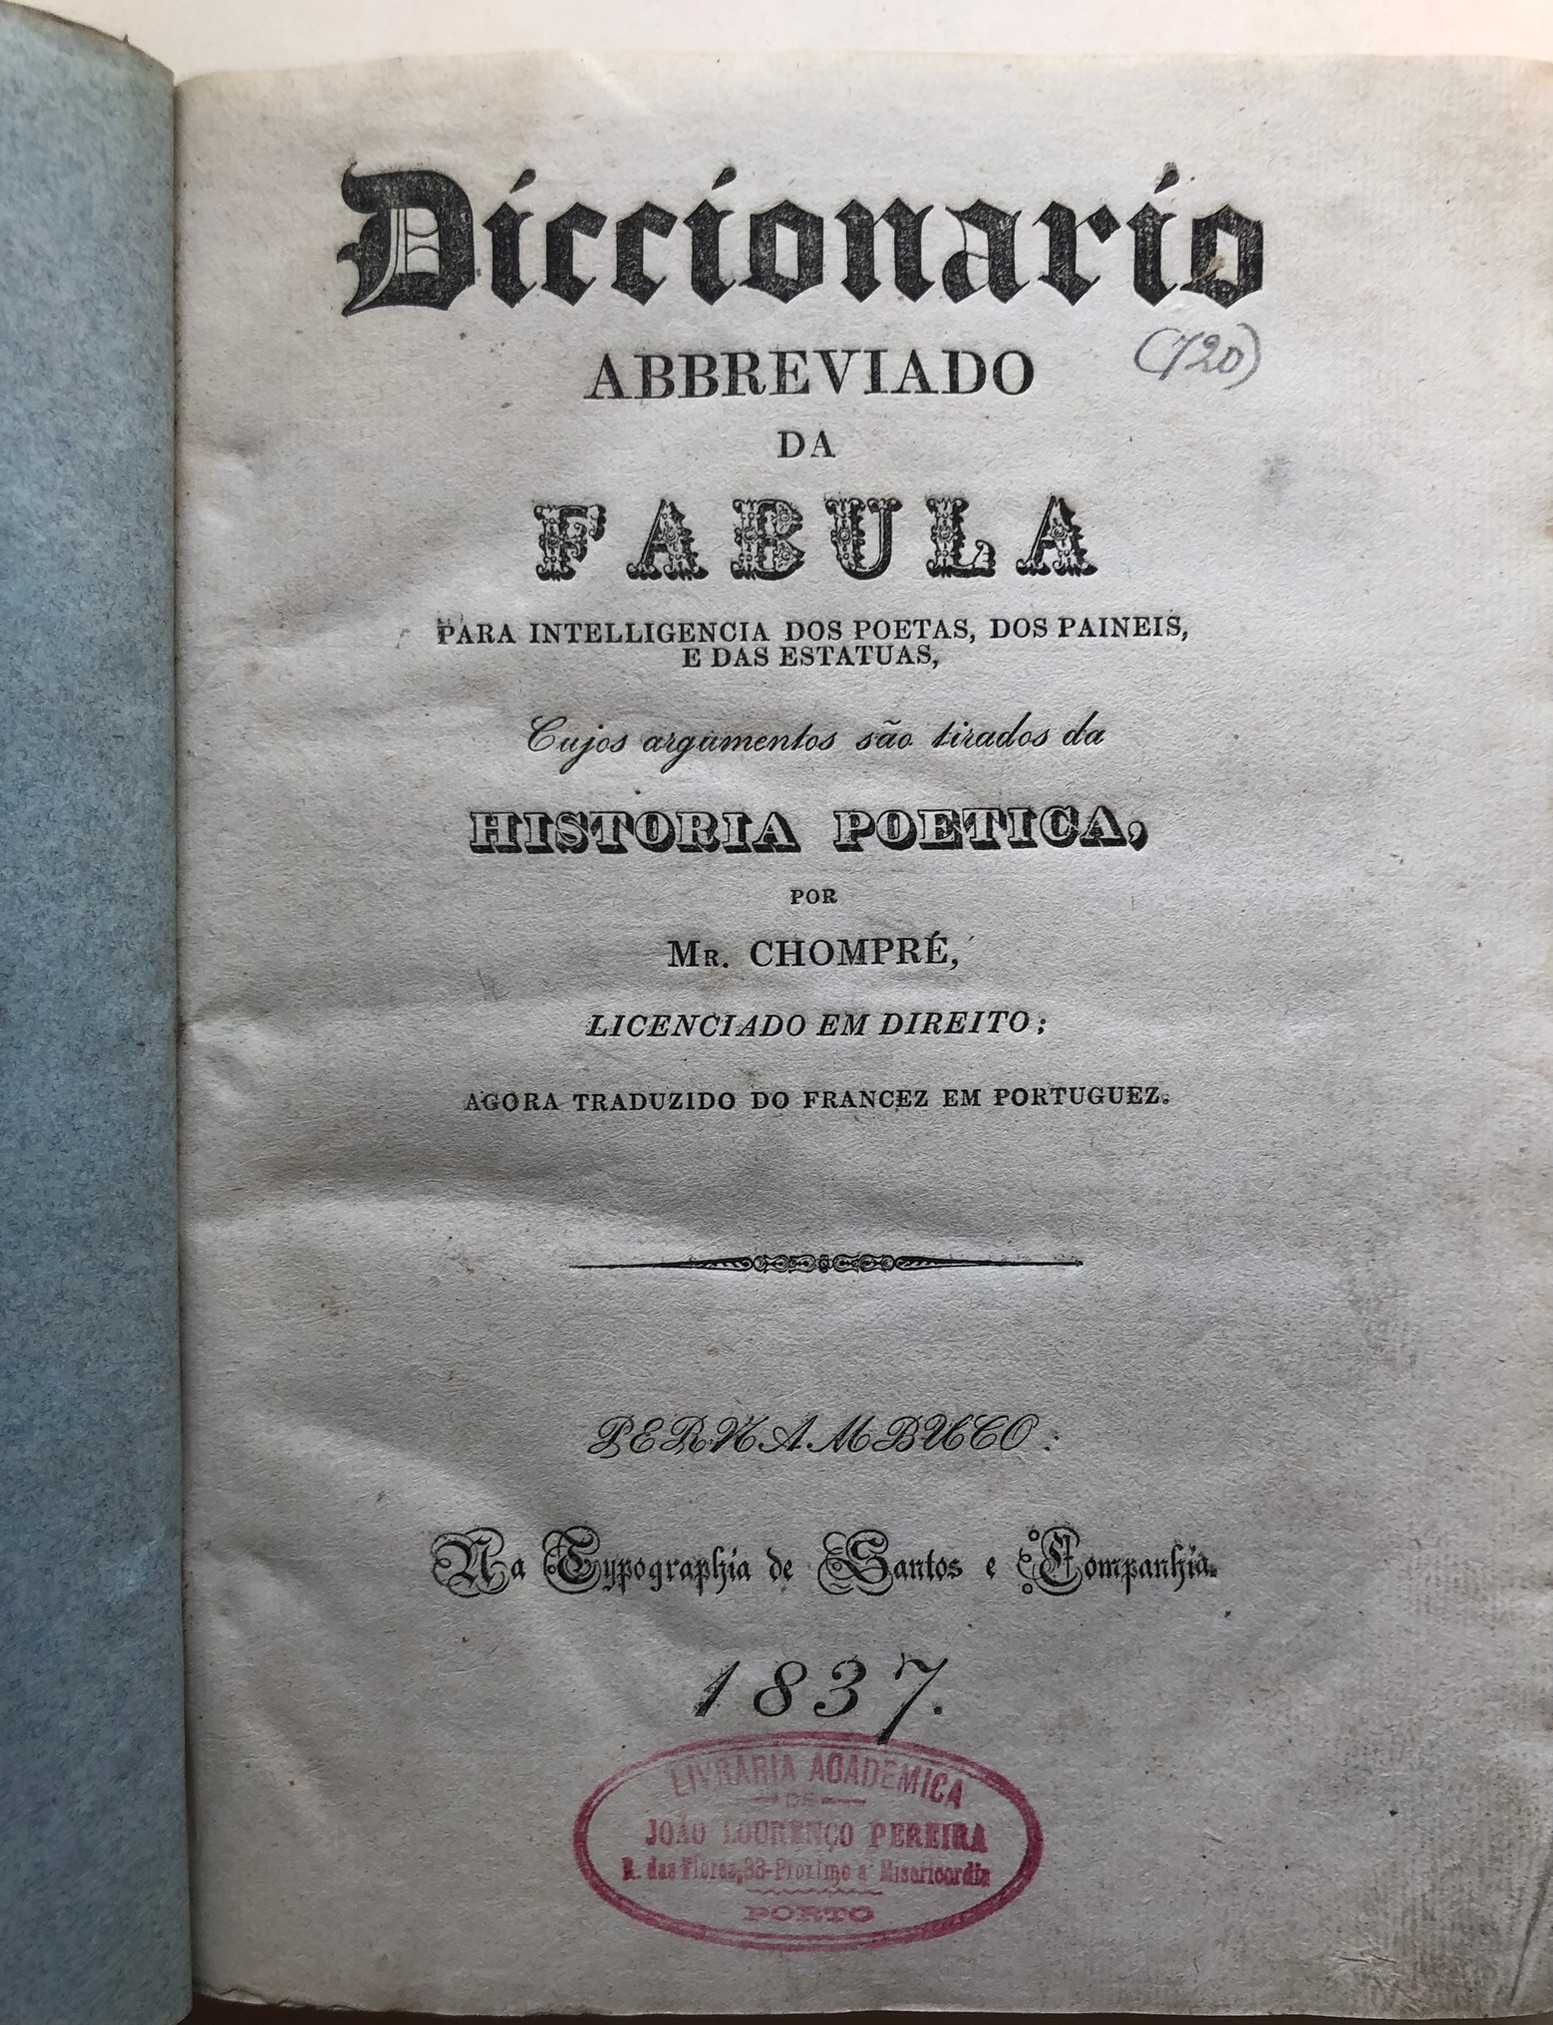 Diccionario
(720)
ABBREVIADO
DA
FABULA
PARA INTELLIGENCIA DOS POETAS, DOS PAINEIS,
E DAS ESTATUAS,
Cujos argumentos são tirados da
HISTORIA POETICA,
POR
MR. CHOMPRÉ,
LICENCIADO EM DIREITO;
AGORA TRADUZIDO DO FRANCEZ EM PORTUGUEZ.
PERNAMBUCO:
Na Typographia de Santos e Companhia.
1837.
LIVRARIA ACADEMICA
DE
JOÃO LOURENÇO PEREIRA
R. das Flores, 33-Proximo á Misericordia
PORTO